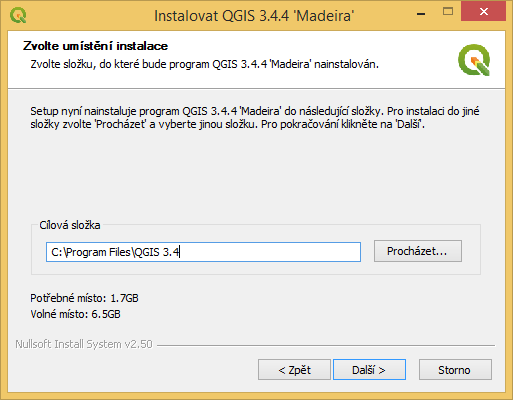 Instalovat QGIS 3.4.4 'Madeira'
Zvolte umístění instalace
Zvolte složku, do které bude program QGIS 3.4.4 'Madeira' nainstalován.
Setup nyní nainstaluje program QGIS 3.4.4 'Madeira' do následující složky. Pro instalaci do jiné
složky zvolte 'Procházet' a vyberte jinou složku. Pro pokračování klikněte na 'Další'.
Cílová složka
C:\Program Files\QGIS 3.4
Procházet...
Potřebné místo: 1.7GB
Volné místo: 6.5GB
Nullsoft Install System v2.50
< Zpět
Další >
Storno